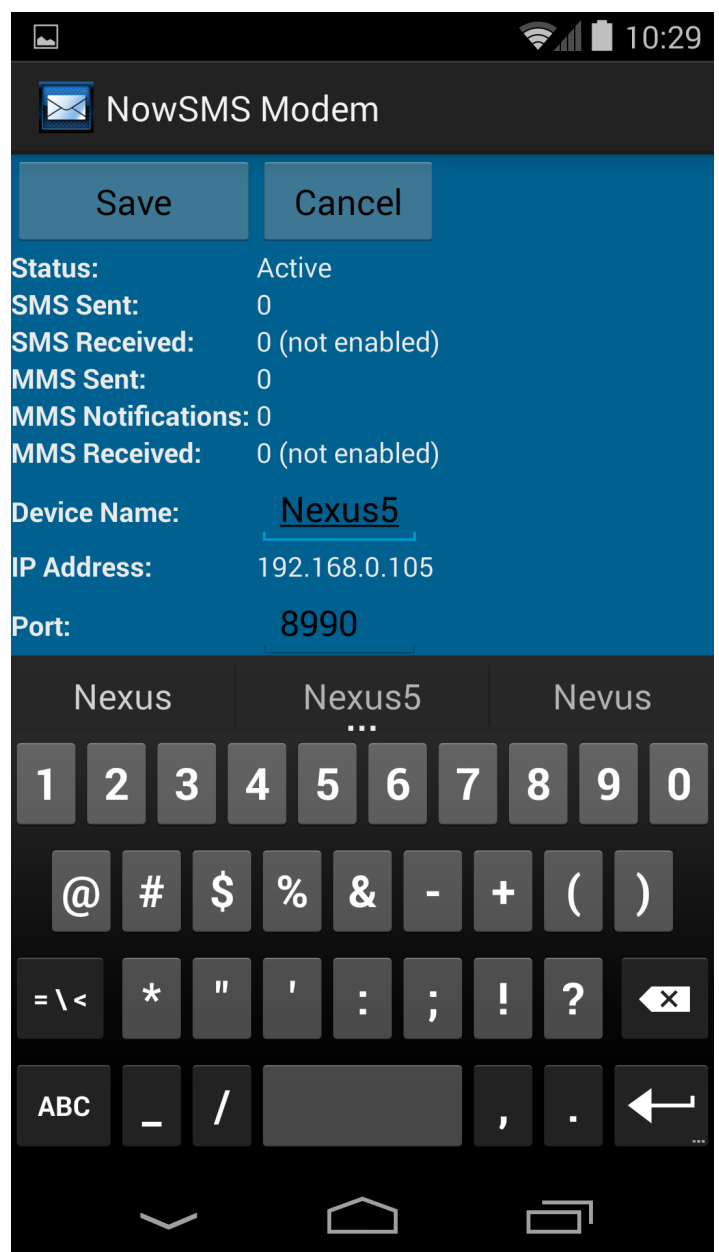 10:29
NowSMS Modem
Save Cancel
Status: Active
SMS Sent: 0
SMS Received: 0 (not enabled)
MMS Sent: 0
MMS Notifications: 0
MMS Received: 0 (not enabled)
Device Name: Nexus5
IP Address: 192.168.0.105
Port: 8990
Nexus Nexus5 Nevus
...
1 2 3 4 5 6 7 8 9 0
@ # $ % & - + ( )
= \ < * " ' : ; ! ?
ABC _ / , . ...